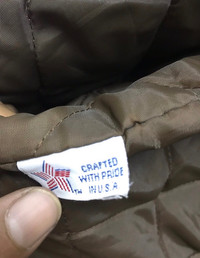 CRAFTED
WITH PRIDE
IN U.S.A